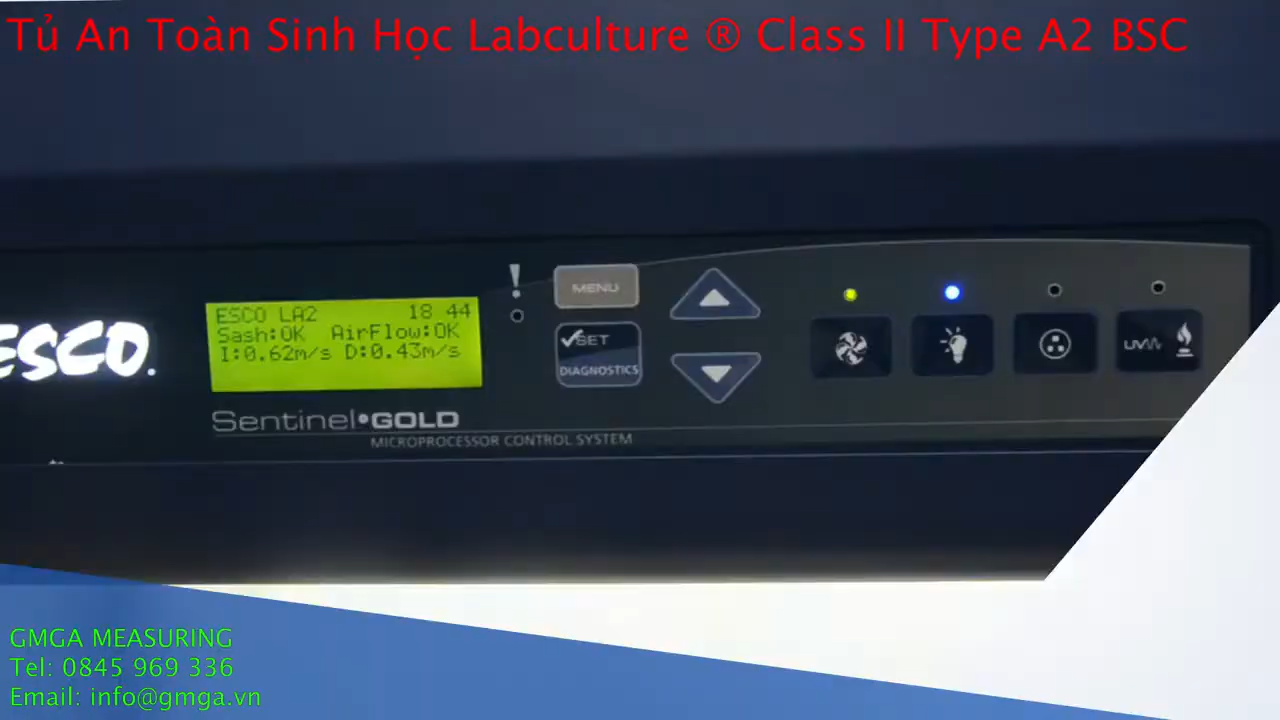 Tủ An Toàn Sinh Học Labculture ® Class II Type A2 BSC
ESCO LA2 18 44
Sash:OK AirFlow:OK
I:0.62m/s D:0.43m/s
ESCO.
Sentinel•GOLD
MICROPROCESSOR CONTROL SYSTEM
!
MENU
SET
DIAGNOSTICS
UV
GMGA MEASURING
Tel: 0845 969 336
Email: info@gmga.vn